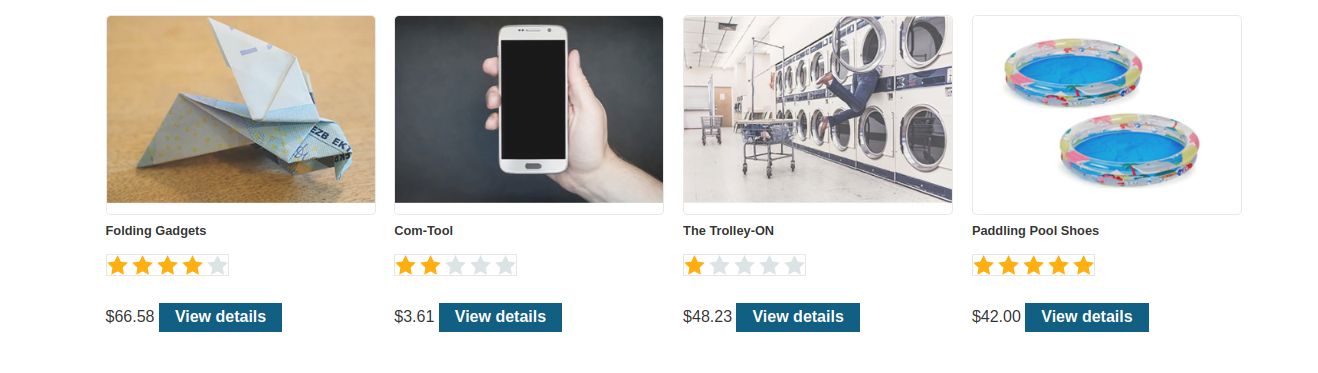 EZB EK
Folding Gadgets
Com-Tool
The Trolley-ON
Paddling Pool Shoes
$66.58 View details
$3.61 View details
$48.23 View details
$42.00 View details